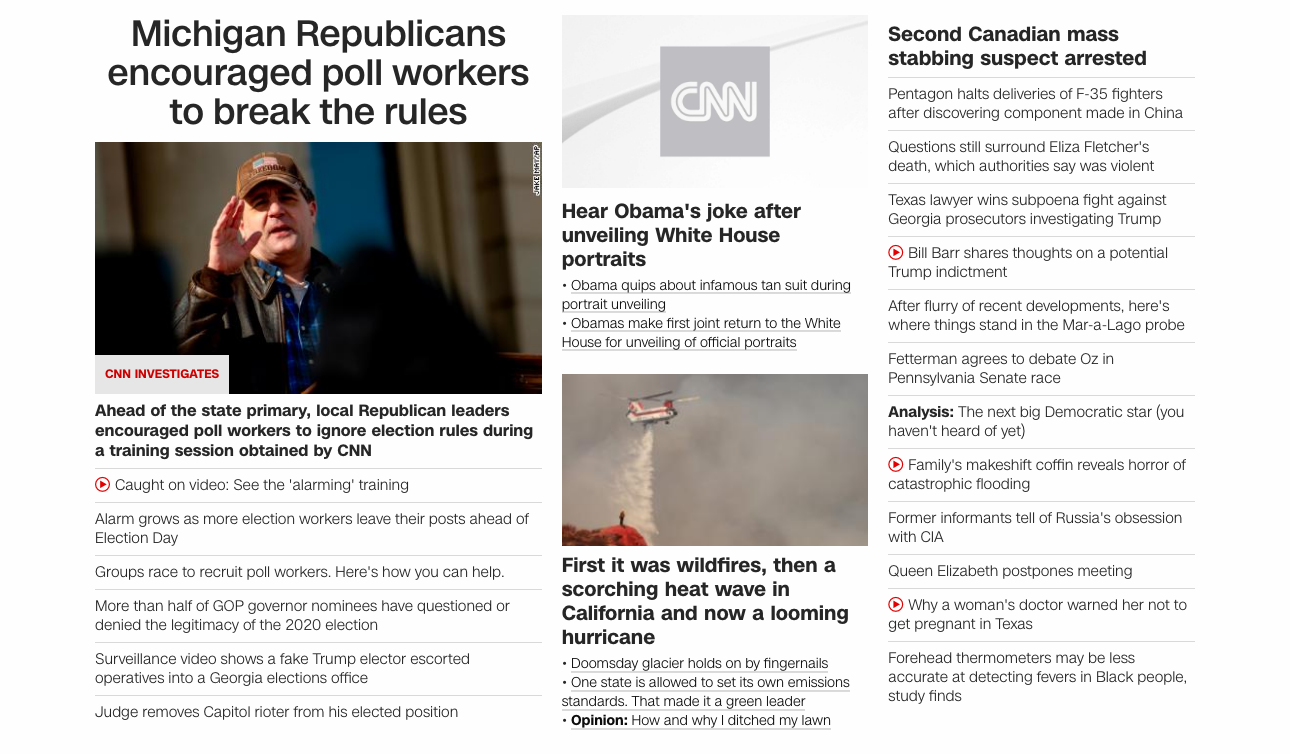 Michigan Republicans
encouraged poll workers
to break the rules
JAKE MAY/AP
CNN INVESTIGATES
Ahead of the state primary, local Republican leaders
encouraged poll workers to ignore election rules during
a training session obtained by CNN
Caught on video: See the 'alarming' training
Alarm grows as more election workers leave their posts ahead of
Election Day
Groups race to recruit poll workers. Here's how you can help.
More than half of GOP governor nominees have questioned or
denied the legitimacy of the 2020 election
Surveillance video shows a fake Trump elector escorted
operatives into a Georgia elections office
Judge removes Capitol rioter from his elected position
CNN
Hear Obama's joke after
unveiling White House
portraits
• Obama quips about infamous tan suit during
portrait unveiling
• Obamas make first joint return to the White
House for unveiling of official portraits
First it was wildfires, then a
scorching heat wave in
California and now a looming
hurricane
• Doomsday glacier holds on by fingernails
• One state is allowed to set its own emissions
standards. That made it a green leader
• Opinion: How and why I ditched my lawn
Second Canadian mass
stabbing suspect arrested
Pentagon halts deliveries of F-35 fighters
after discovering component made in China
Questions still surround Eliza Fletcher's
death, which authorities say was violent
Texas lawyer wins subpoena fight against
Georgia prosecutors investigating Trump
Bill Barr shares thoughts on a potential
Trump indictment
After flurry of recent developments, here's
where things stand in the Mar-a-Lago probe
Fetterman agrees to debate Oz in
Pennsylvania Senate race
Analysis: The next big Democratic star (you
haven't heard of yet)
Family's makeshift coffin reveals horror of
catastrophic flooding
Former informants tell of Russia's obsession
with CIA
Queen Elizabeth postpones meeting
Why a woman's doctor warned her not to
get pregnant in Texas
Forehead thermometers may be less
accurate at detecting fevers in Black people,
study finds